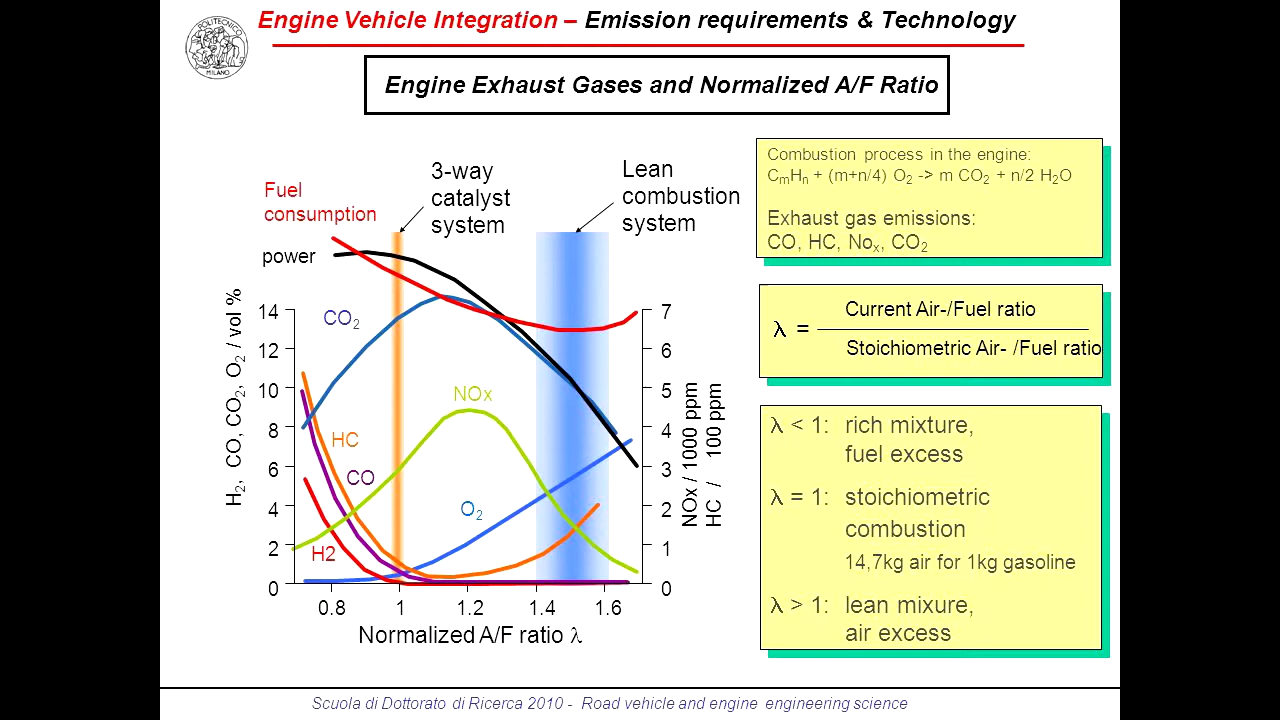 Engine Vehicle Integration – Emission requirements & Technology
POLITECNICO
MILANO
Engine Exhaust Gases and Normalized A/F Ratio
3-way
catalyst
system
Lean
combustion
system
Fuel
consumption
power
CO2
NOx
HC
CO
O2
H2
H2, CO, CO2, O2 / vol %
14
12
10
8
6
4
2
0
7
6
5
4
3
2
1
0
NOx / 1000 ppm
HC / 100 ppm
0.8
1
1.2
1.4
1.6
Normalized A/F ratio λ
Combustion process in the engine:
CmHn + (m+n/4) O2 -> m CO2 + n/2 H2O
Exhaust gas emissions:
CO, HC, Nox, CO2
Current Air-/Fuel ratio
λ =
Stoichiometric Air- /Fuel ratio
λ < 1: rich mixture,
fuel excess
λ = 1: stoichiometric
combustion
14,7kg air for 1kg gasoline
λ > 1: lean mixure,
air excess
Scuola di Dottorato di Ricerca 2010 - Road vehicle and engine engineering science